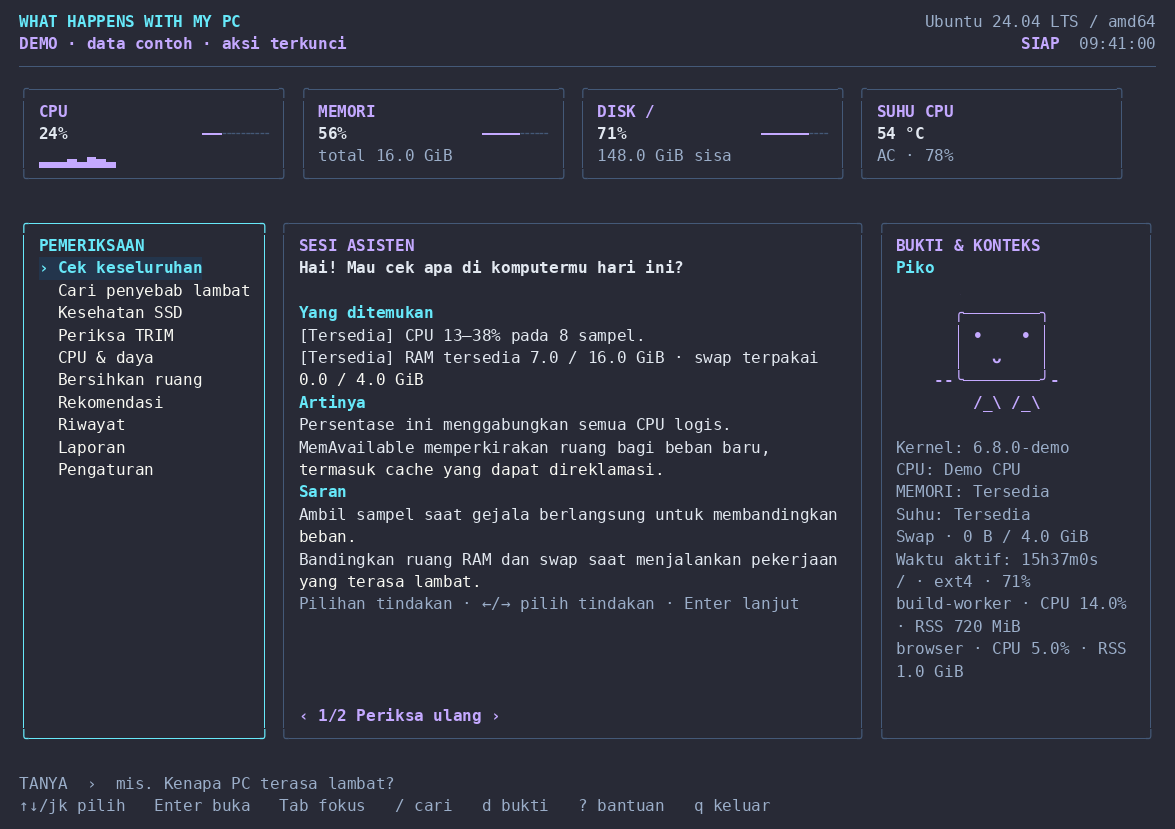 WHAT HAPPENS WITH MY PC
Ubuntu 24.04 LTS / amd64
DEMO · data contoh · aksi terkunci
SIAP 09:41:00
CPU
24%
MEMORI
56%
total 16.0 GiB
DISK /
71%
148.0 GiB sisa
SUHU CPU
54 °C
AC · 78%
PEMERIKSAAN
› Cek keseluruhan
Cari penyebab lambat
Kesehatan SSD
Periksa TRIM
CPU & daya
Bersihkan ruang
Rekomendasi
Riwayat
Laporan
Pengaturan
SESI ASISTEN
Hai! Mau cek apa di komputermu hari ini?
Yang ditemukan
[Tersedia] CPU 13–38% pada 8 sampel.
[Tersedia] RAM tersedia 7.0 / 16.0 GiB · swap terpakai
0.0 / 4.0 GiB
Artinya
Persentase ini menggabungkan semua CPU logis.
MemAvailable memperkirakan ruang bagi beban baru,
termasuk cache yang dapat direklamasi.
Saran
Ambil sampel saat gejala berlangsung untuk membandingkan
beban.
Bandingkan ruang RAM dan swap saat menjalankan pekerjaan
yang terasa lambat.
Pilihan tindakan · ←/→ pilih tindakan · Enter lanjut
‹ 1/2 Periksa ulang ›
BUKTI & KONTEKS
Piko
Kernel: 6.8.0-demo
CPU: Demo CPU
MEMORI: Tersedia
Suhu: Tersedia
Swap · 0 B / 4.0 GiB
Waktu aktif: 15h37m0s
/ · ext4 · 71%
build-worker · CPU 14.0%
· RSS 720 MiB
browser · CPU 5.0% · RSS
1.0 GiB
TANYA › mis. Kenapa PC terasa lambat?
↑↓/jk pilih Enter buka Tab fokus / cari d bukti ? bantuan q keluar